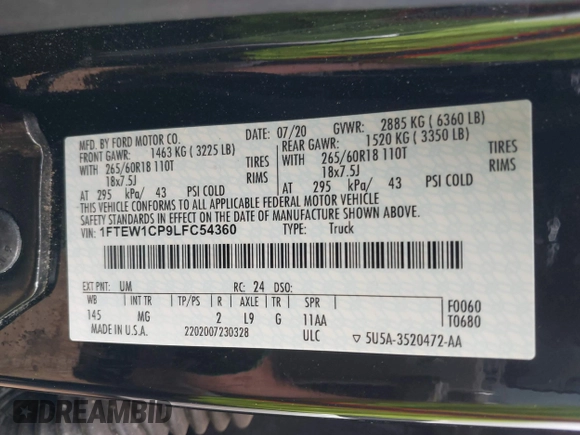 MFD. BY FORD MOTOR CO.
DATE: 07/20 GVWR: 2885 KG ( 6360 LB)
FRONT GAWR: 1463 KG ( 3225 LB) REAR GAWR: 1520 KG ( 3350 LB)
WITH 265/60R18 110T TIRES WITH 265/60R18 110T TIRES
18x7.5J RIMS 18x7.5J RIMS
AT 295 kPa/ 43 PSI COLD AT 295 kPa/ 43 PSI COLD
THIS VEHICLE CONFORMS TO ALL APPLICABLE FEDERAL MOTOR VEHICLE
SAFETY AND THEFT PREVENTION STANDARDS IN EFFECT ON THE DATE OF MANUFACTURE SHOWN ABOVE.
VIN: 1FTEW1CP9LFC54360 TYPE: Truck
EXT PNT: UM RC: 24 DSO:
WB INT TR TP/PS R AXLE TR SPR F0060
145 MG 2 L9 G 11AA T0680
MADE IN U.S.A. 2202007230328 ULC ▽ 5U5A-3520472-AA
DREAMBID